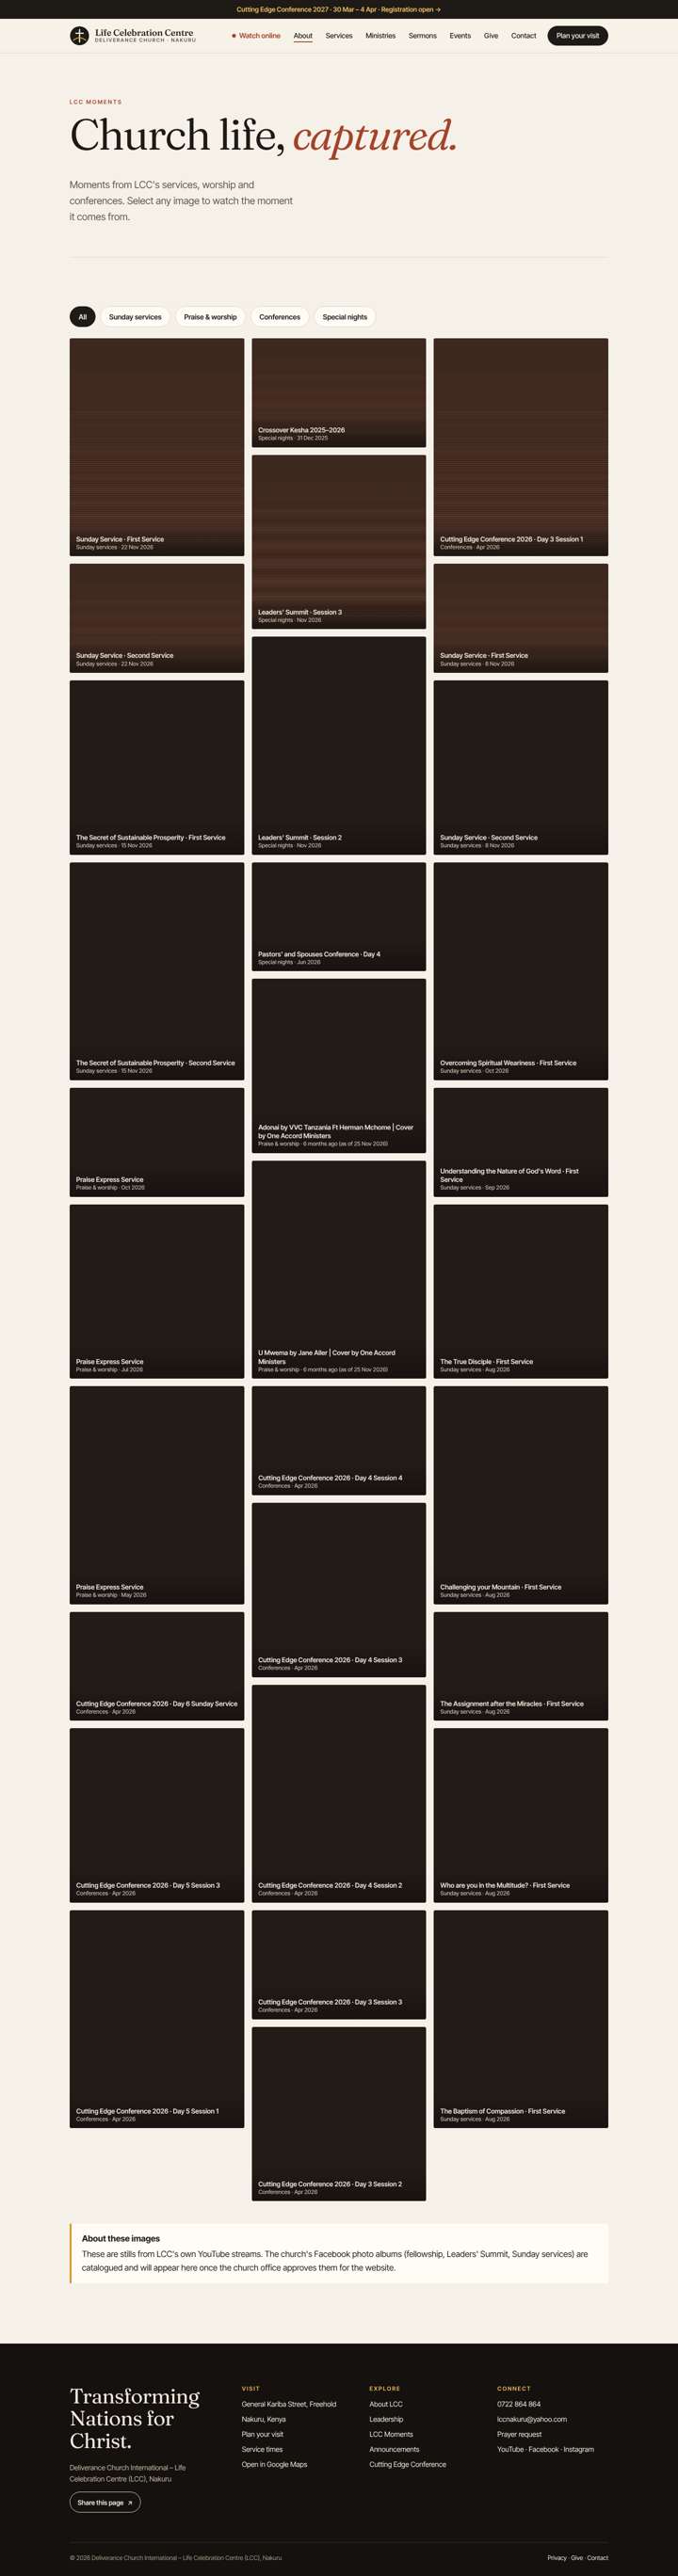 Cutting Edge Conference 2027 · 30 Mar – 4 Apr · Registration open →
Life Celebration Centre
DELIVERANCE CHURCH · NAKURU
Watch online
About
Services
Ministries
Sermons
Events
Give
Contact
Plan your visit
LCC MOMENTS
Church life, captured.
Moments from LCC's services, worship and
conferences. Select any image to watch the moment
it comes from.
All
Sunday services
Praise & worship
Conferences
Special nights
Sunday Service · First Service
Sunday services · 22 Nov 2026
Sunday Service · Second Service
Sunday services · 22 Nov 2026
The Secret of Sustainable Prosperity · First Service
Sunday services · 15 Nov 2026
The Secret of Sustainable Prosperity · Second Service
Sunday services · 15 Nov 2026
Praise Express Service
Praise & worship · Oct 2026
Praise Express Service
Praise & worship · Jul 2026
Praise Express Service
Praise & worship · May 2026
Cutting Edge Conference 2026 · Day 6 Sunday Service
Conferences · Apr 2026
Cutting Edge Conference 2026 · Day 5 Session 3
Conferences · Apr 2026
Cutting Edge Conference 2026 · Day 5 Session 1
Conferences · Apr 2026
Crossover Kesha 2025–2026
Special nights · 31 Dec 2025
Leaders' Summit · Session 3
Special nights · Nov 2026
Leaders' Summit · Session 2
Special nights · Nov 2026
Pastors' and Spouses Conference · Day 4
Special nights · Jun 2026
Adonai by VVC Tanzania Ft Herman Mchome | Cover
by One Accord Ministers
Praise & worship · 6 months ago (as of 25 Nov 2026)
U Mwema by Jane Aller | Cover by One Accord
Ministers
Praise & worship · 6 months ago (as of 25 Nov 2026)
Cutting Edge Conference 2026 · Day 4 Session 4
Conferences · Apr 2026
Cutting Edge Conference 2026 · Day 4 Session 3
Conferences · Apr 2026
Cutting Edge Conference 2026 · Day 4 Session 2
Conferences · Apr 2026
Cutting Edge Conference 2026 · Day 3 Session 3
Conferences · Apr 2026
Cutting Edge Conference 2026 · Day 3 Session 2
Conferences · Apr 2026
Cutting Edge Conference 2026 · Day 3 Session 1
Conferences · Apr 2026
Sunday Service · First Service
Sunday services · 8 Nov 2026
Sunday Service · Second Service
Sunday services · 8 Nov 2026
Overcoming Spiritual Weariness · First Service
Sunday services · Oct 2026
Understanding the Nature of God's Word · First
Service
Sunday services · Sep 2026
The True Disciple · First Service
Sunday services · Aug 2026
Challenging your Mountain · First Service
Sunday services · Aug 2026
The Assignment after the Miracles · First Service
Sunday services · Aug 2026
Who are you in the Multitude? · First Service
Sunday services · Aug 2026
The Baptism of Compassion · First Service
Sunday services · Aug 2026
About these images
These are stills from LCC's own YouTube streams. The church's Facebook photo albums (fellowship, Leaders' Summit, Sunday services) are
catalogued and will appear here once the church office approves them for the website.
Transforming
Nations for
Christ.
Deliverance Church International – Life
Celebration Centre (LCC), Nakuru
Share this page ↗
VISIT
General Kariba Street, Freehold
Nakuru, Kenya
Plan your visit
Service times
Open in Google Maps
EXPLORE
About LCC
Leadership
LCC Moments
Announcements
Cutting Edge Conference
CONNECT
0722 864 864
lccnakuru@yahoo.com
Prayer request
YouTube · Facebook · Instagram
© 2026 Deliverance Church International – Life Celebration Centre (LCC), Nakuru
Privacy · Give · Contact